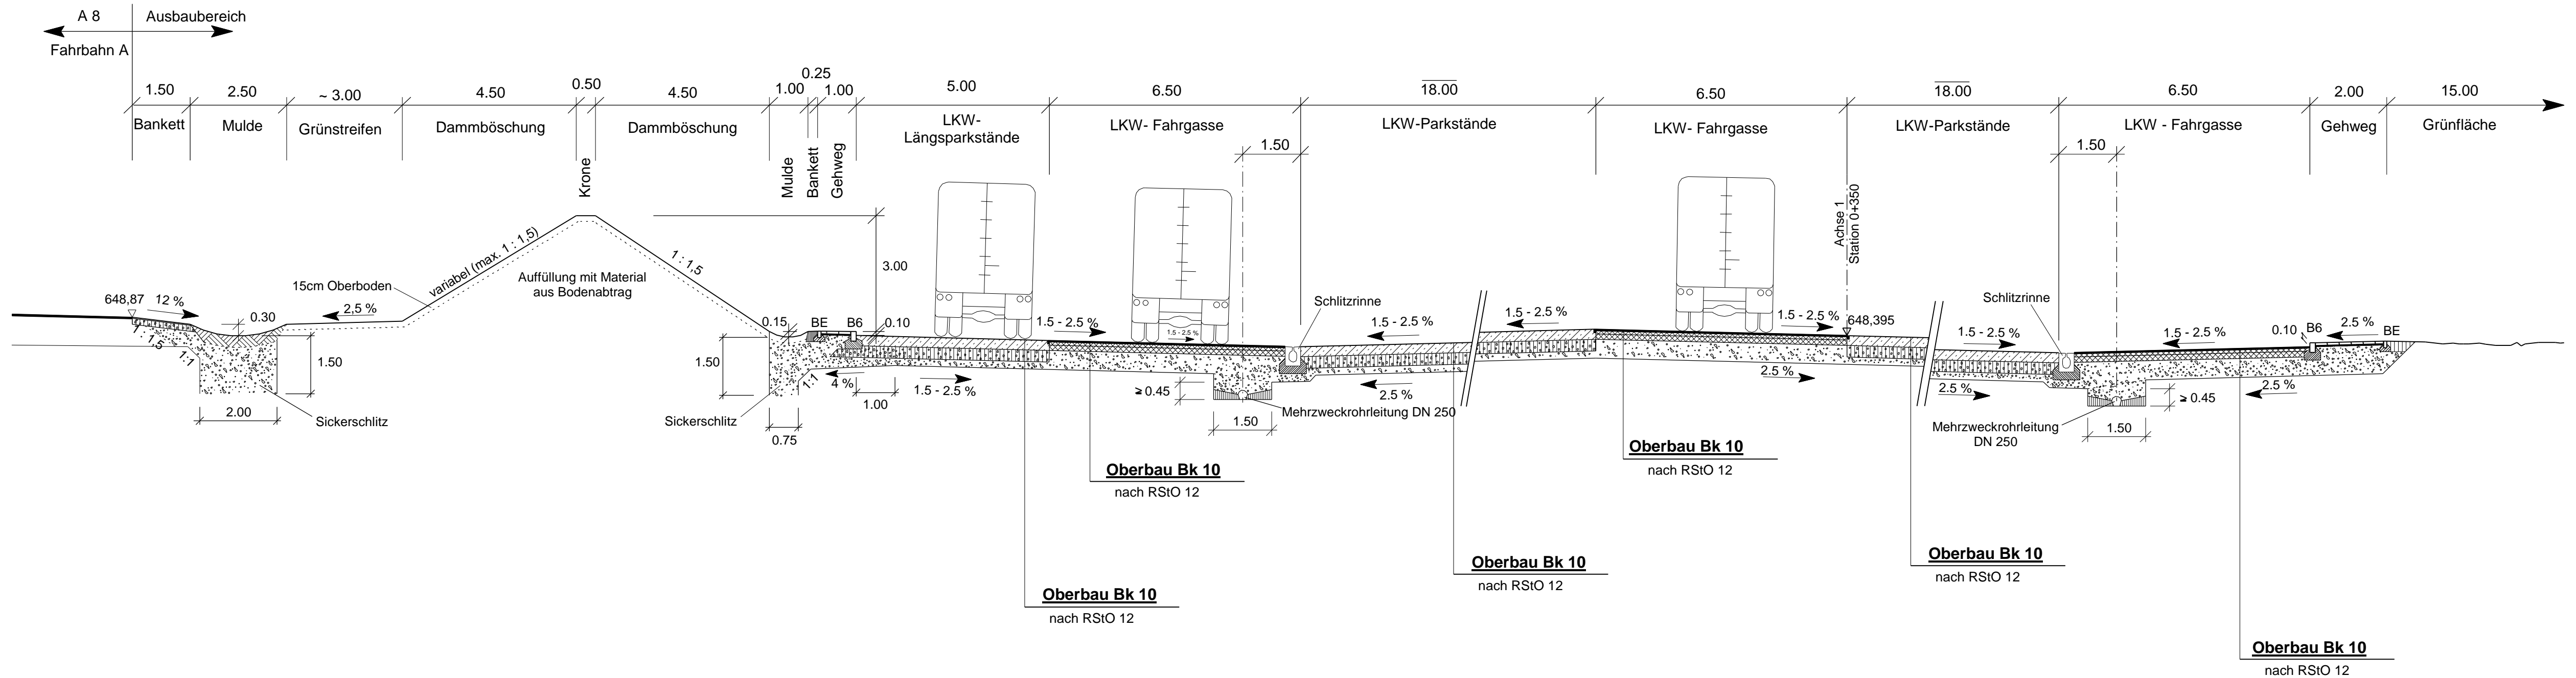 A 8
Ausbaubereich
Fahrbahn A
1.50
2.50
~ 3.00
4.50
0.50
4.50
1.00
0.25
1.00
5.00
6.50
18.00
6.50
18.00
6.50
2.00
15.00
Bankett
Mulde
Grünstreifen
Dammböschung
Krone
Dammböschung
Mulde
Bankett
Gehweg
LKW-
Längsparkstände
LKW- Fahrgasse
1.50
LKW-Parkstände
LKW- Fahrgasse
LKW-Parkstände
LKW - Fahrgasse
1.50
Gehweg
Grünfläche
Achse 1
Station 0+350
648,87
12 %
0.30
15cm Oberboden
2,5 %
variabel (max. 1 : 1,5)
Auffüllung mit Material
aus Bodenabtrag
1 : 1,5
3.00
1:1,5
1:1
1.50
2.00
Sickerschlitz
0.15
BE
B6
0.10
1.50
1:1
4 %
1.00
Sickerschlitz
0.75
1.5 - 2.5 %
1.5 - 2.5 %
1.5 - 2.5 %
Schlitzrinne
≥ 0.45
1.50
Mehrzweckrohrleitung DN 250
1.5 - 2.5 %
2.5 %
1.5 - 2.5 %
1.5 - 2.5 %
648,395
2.5 %
1.5 - 2.5 %
2.5 %
Schlitzrinne
1.5 - 2.5 %
0.10
B6
2.5 %
BE
2.5 %
≥ 0.45
1.50
Mehrzweckrohrleitung
DN 250
Oberbau Bk 10
nach RStO 12
Oberbau Bk 10
nach RStO 12
Oberbau Bk 10
nach RStO 12
Oberbau Bk 10
nach RStO 12
Oberbau Bk 10
nach RStO 12
Oberbau Bk 10
nach RStO 12